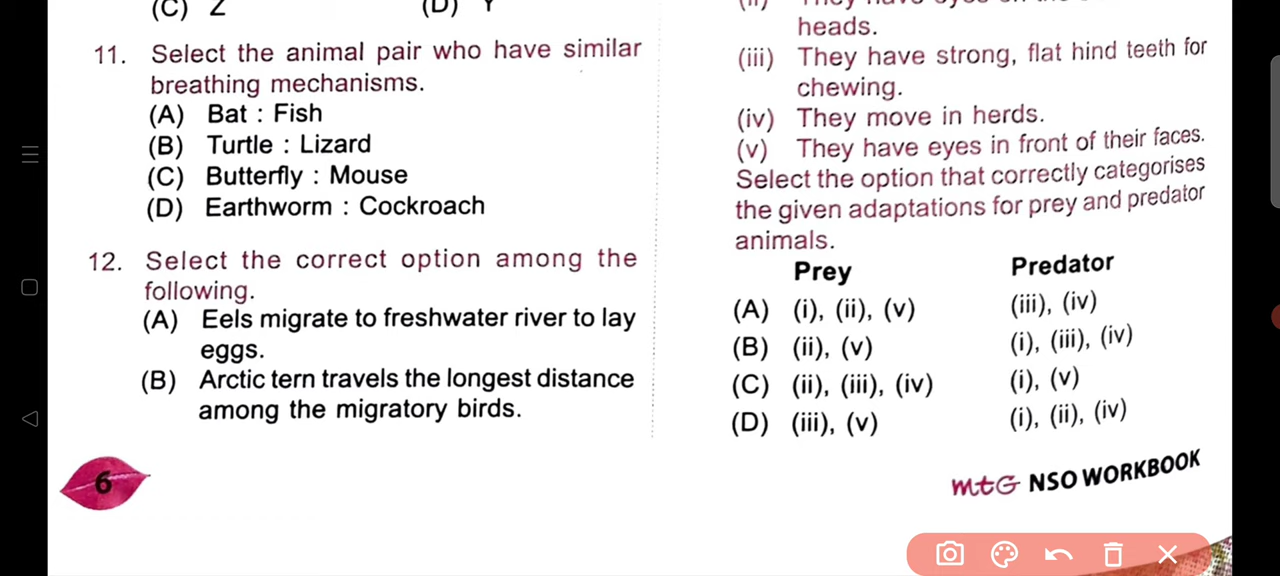 (C) Z (D) Y
11. Select the animal pair who have similar
breathing mechanisms.
(A) Bat : Fish
(B) Turtle : Lizard
(C) Butterfly : Mouse
(D) Earthworm : Cockroach
12. Select the correct option among the
following.
(A) Eels migrate to freshwater river to lay
eggs.
(B) Arctic tern travels the longest distance
among the migratory birds.
6
heads.
(iii) They have strong, flat hind teeth for
chewing.
(iv) They move in herds.
(v) They have eyes in front of their faces.
Select the option that correctly categorises
the given adaptations for prey and predator
animals.
Prey Predator
(A) (i), (ii), (v) (iii), (iv)
(B) (ii), (v) (i), (iii), (iv)
(C) (ii), (iii), (iv) (i), (v)
(D) (iii), (v) (i), (ii), (iv)
mtG NSO WORKBOOK